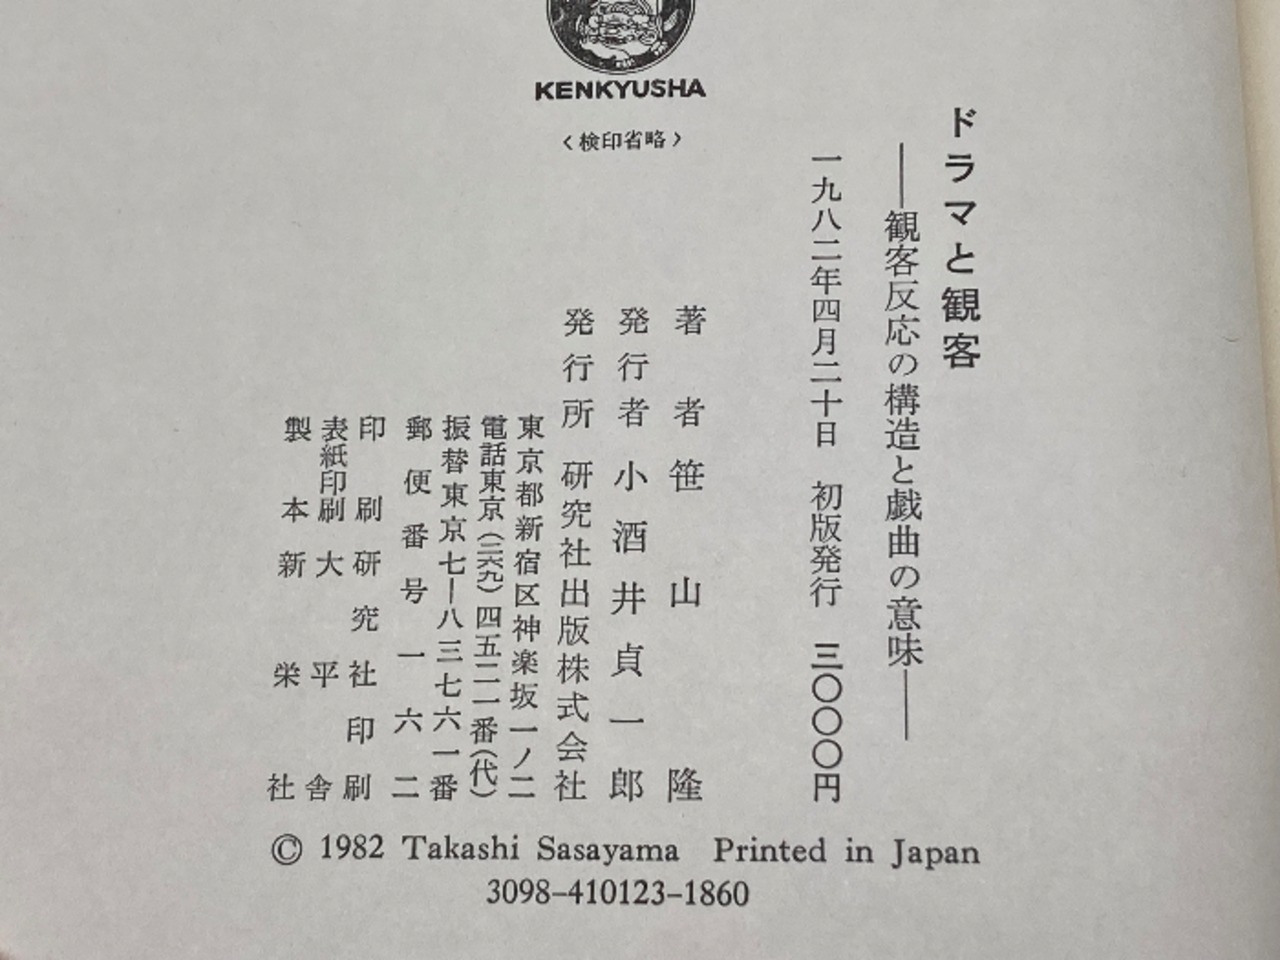 KENKYUSHA
〈検印省略〉
ドラマと観客
——観客反応の構造と戯曲の意味——
一九八二年四月二十日　初版発行　三〇〇〇円
著者　笹山隆
発行者　小酒井貞一郎
発行所　研究社出版株式会社
東京都新宿区神楽坂一ノ二
電話東京(二六九)四五二一番(代)
振替東京七—八三七六一番
郵便番号一六二
印刷　研究社印刷
表紙印刷　大平舎
製本　新栄社
© 1982 Takashi Sasayama　Printed in Japan
3098-410123-1860